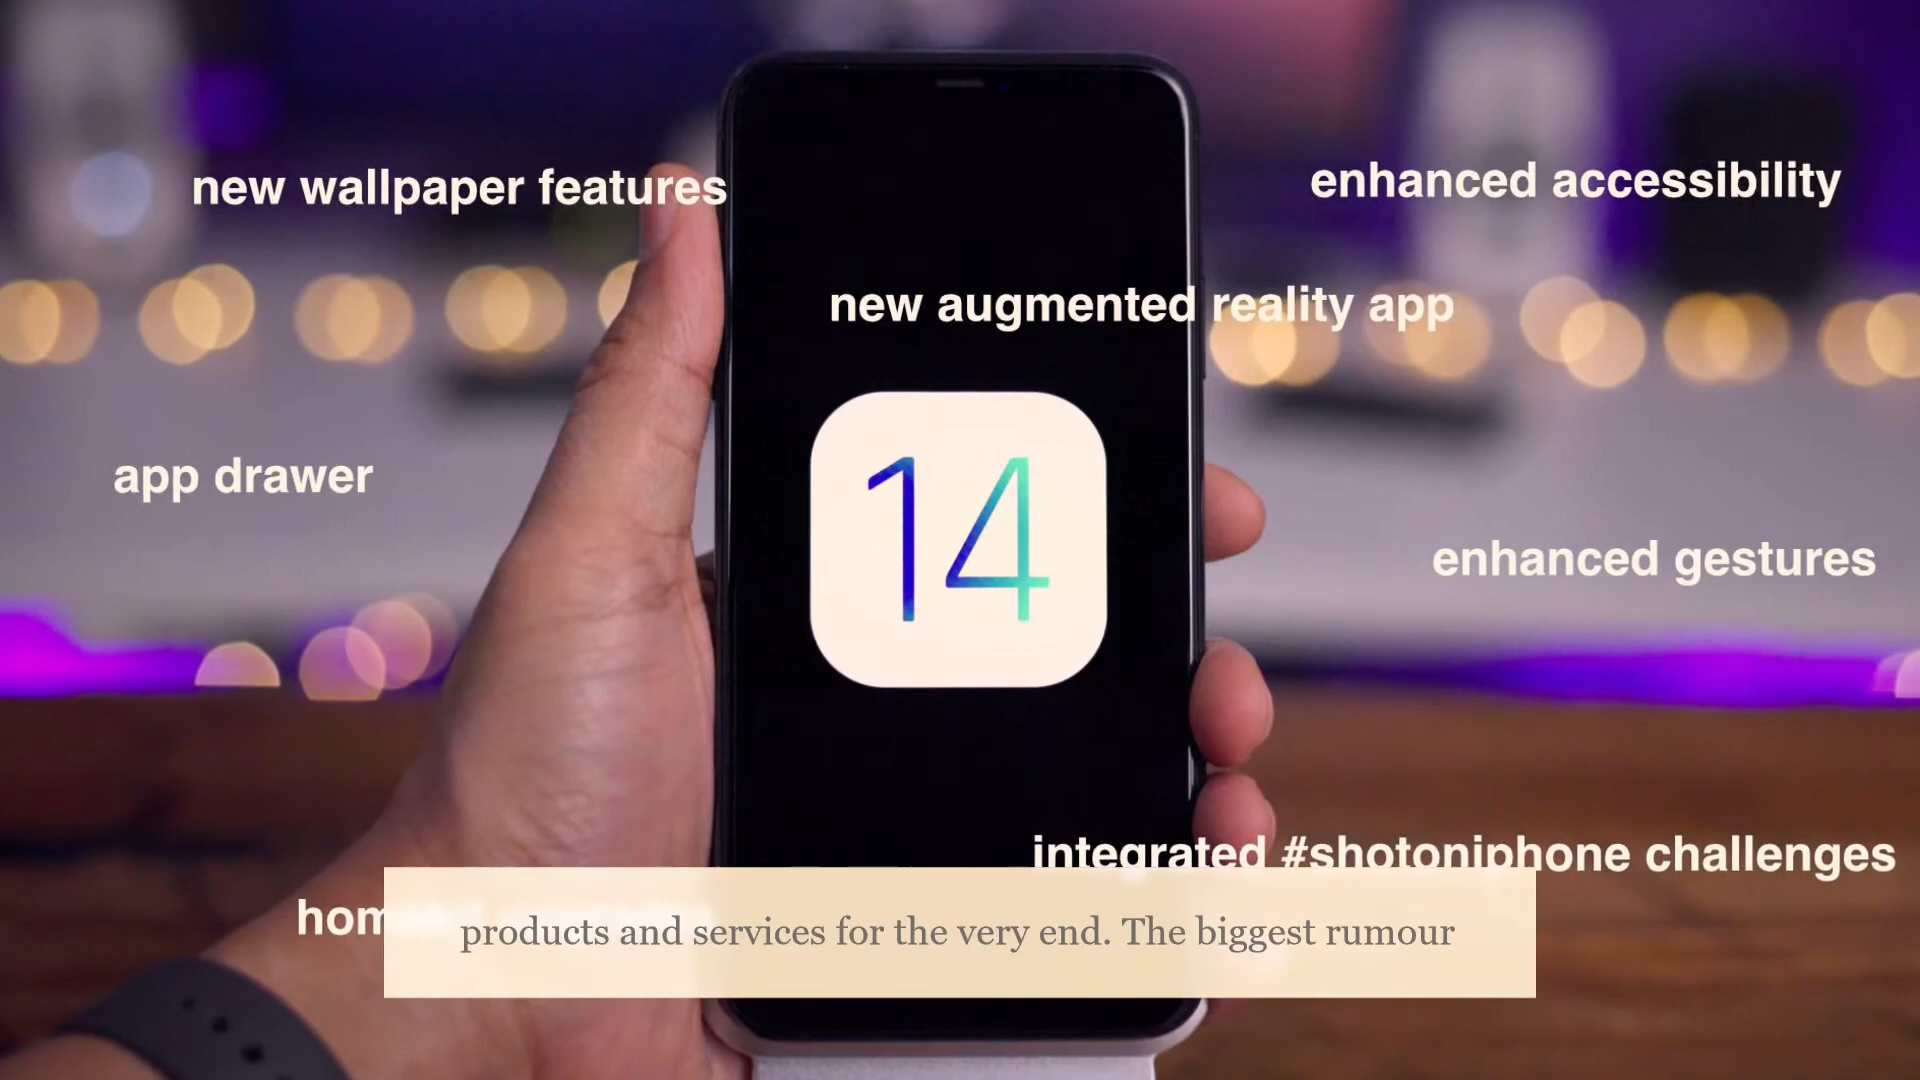 new wallpaper features
enhanced accessibility
new augmented reality app
14
app drawer
enhanced gestures
integrated #shotoniphone challenges
products and services for the very end. The biggest rumour